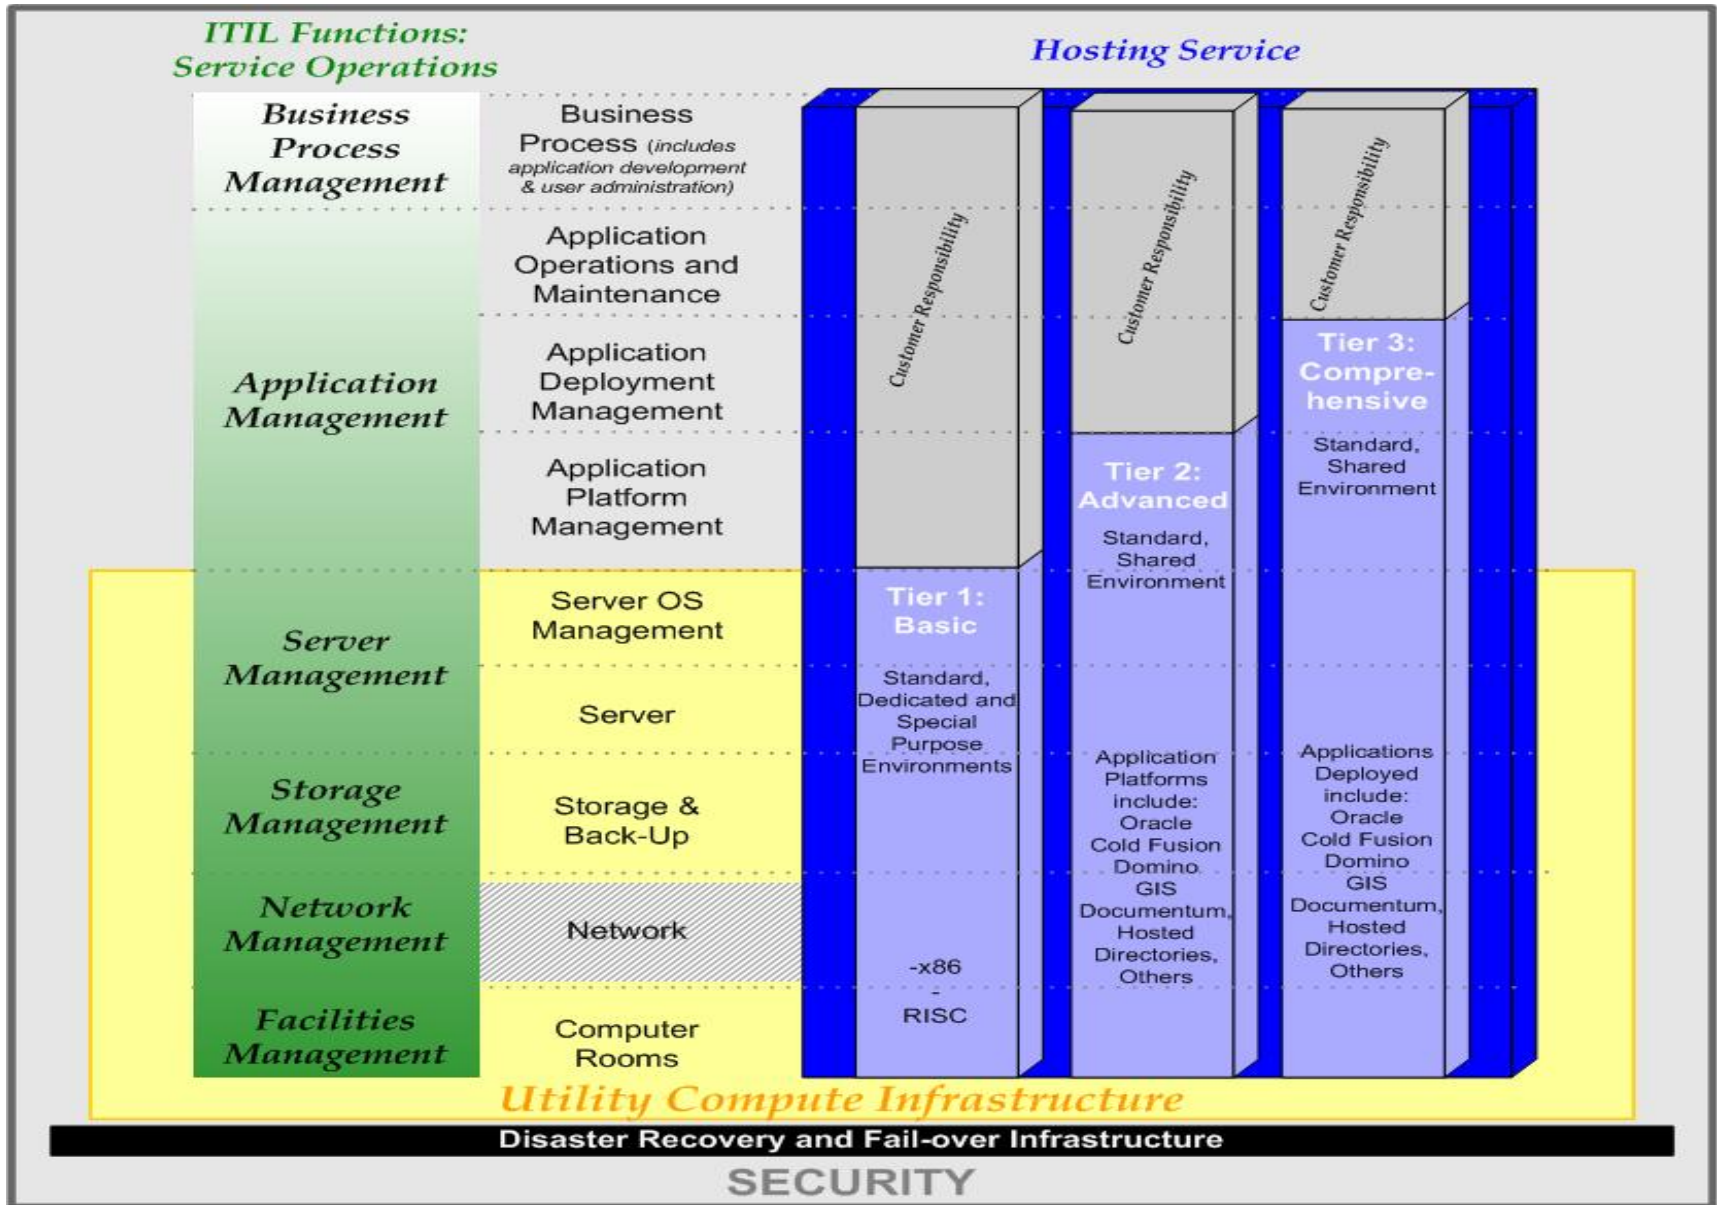 ITIL Functions:
Service Operations
Hosting Service
Business
Process
Management
Business
Process (includes
application development
& user administration)
Application
Operations and
Maintenance
Application
Management
Application
Deployment
Management
Application
Platform
Management
Server
Management
Server OS
Management
Server
Storage
Management
Storage &
Back-Up
Network
Management
Network
Facilities
Management
Computer
Rooms
Customer Responsibility
Tier 1:
Basic
Standard,
Dedicated and
Special
Purpose
Environments
-x86
-
RISC
Customer Responsibility
Tier 2:
Advanced
Standard,
Shared
Environment
Application
Platforms
include:
Oracle
Cold Fusion
Domino
GIS
Documentum,
Hosted
Directories,
Others
Customer Responsibility
Tier 3:
Compre-
hensive
Standard,
Shared
Environment
Applications
Deployed
include:
Oracle
Cold Fusion
Domino
GIS
Documentum,
Hosted
Directories,
Others
Utility Compute Infrastructure
Disaster Recovery and Fail-over Infrastructure
SECURITY